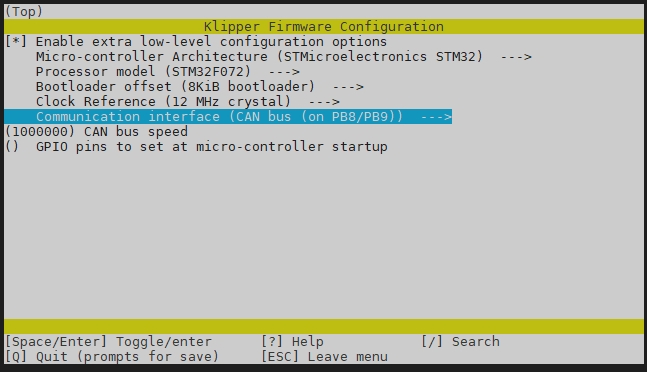 (Top)
Klipper Firmware Configuration
[*] Enable extra low-level configuration options
Micro-controller Architecture (STMicroelectronics STM32)  --->
Processor model (STM32F072)  --->
Bootloader offset (8KiB bootloader)  --->
Clock Reference (12 MHz crystal)  --->
Communication interface (CAN bus (on PB8/PB9))  --->
(1000000) CAN bus speed
()  GPIO pins to set at micro-controller startup
[Space/Enter] Toggle/enter  [?] Help  [/] Search
[Q] Quit (prompts for save)  [ESC] Leave menu